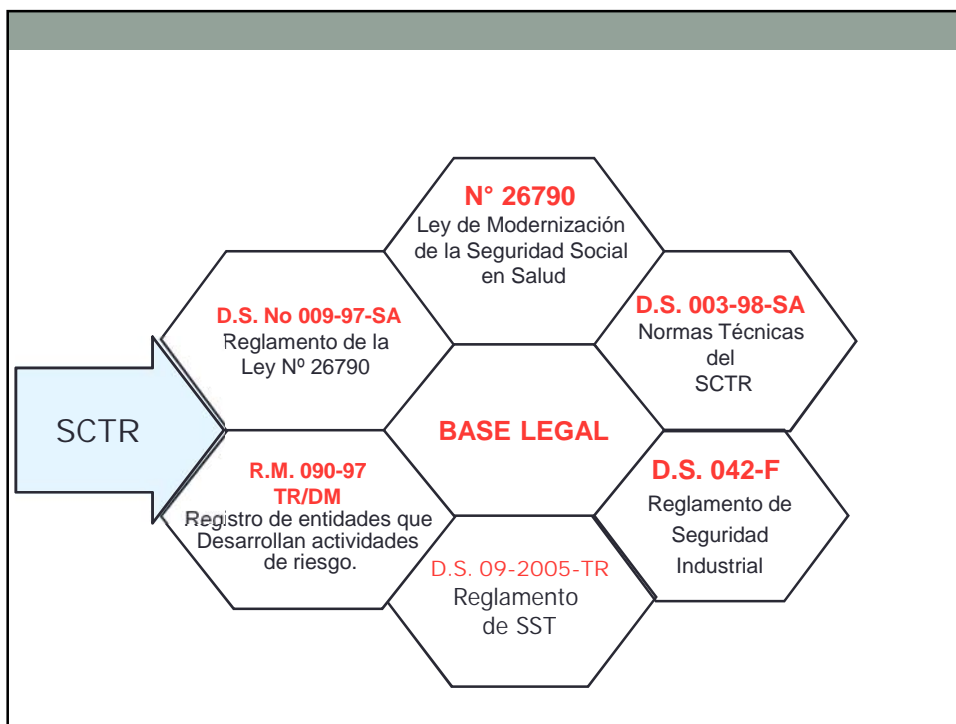 N° 26790
Ley de Modernización
de la Seguridad Social
en Salud
D.S. No 009-97-SA
Reglamento de la
Ley Nº 26790
D.S. 003-98-SA
Normas Técnicas
del
SCTR
SCTR
BASE LEGAL
R.M. 090-97
TR/DM
Registro de entidades que
Desarrollan actividades
de riesgo.
D.S. 042-F
Reglamento de
Seguridad
Industrial
D.S. 09-2005-TR
Reglamento
de SST